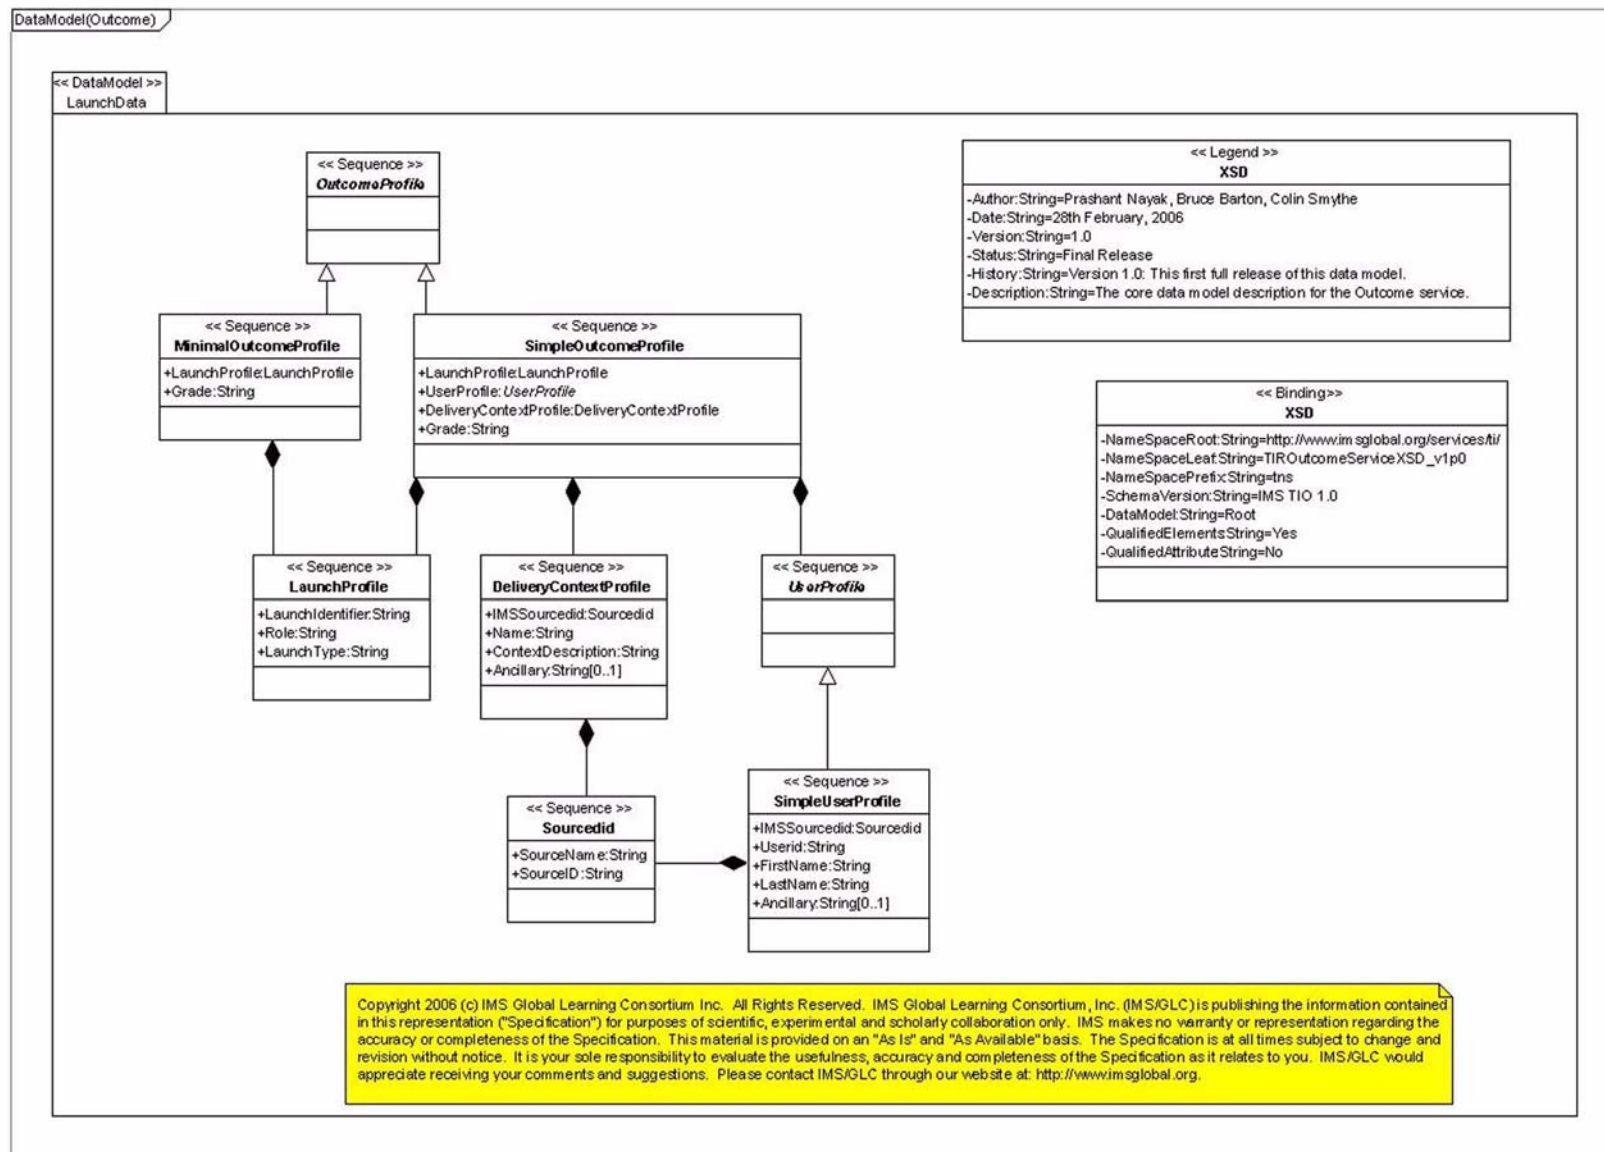 DataModel(Outcome)
<< DataModel >>
LaunchData
<< Sequence >>
OutcomeProfile
<< Legend >>
XSD
-Author:String=Prashant Nayak, Bruce Barton, Colin Smythe
-Date:String=28th February, 2006
-Version:String=1.0
-Status:String=Final Release
-History:String=Version 1.0: This first full release of this data model.
-Description:String=The core data model description for the Outcome service.
<< Sequence >>
MinimalOutcomeProfile
+LaunchProfile:LaunchProfile
+Grade:String
<< Sequence >>
SimpleOutcomeProfile
+LaunchProfile:LaunchProfile
+UserProfile:UserProfile
+DeliveryContextProfile:DeliveryContextProfile
+Grade:String
<< Binding>>
XSD
-NameSpaceRoot:String=http://www.imsglobal.org/services/ti/
-NameSpaceLeaf:String=TIROutcomeServiceXSD_v1p0
-NameSpacePrefix:String=tns
-SchemaVersion:String=IMS TIO 1.0
-DataModel:String=Root
-QualifiedElements:String=Yes
-QualifiedAttribute:String=No
<< Sequence >>
LaunchProfile
+LaunchIdentifier:String
+Role:String
+LaunchType:String
<< Sequence >>
DeliveryContextProfile
+IMSSourcedid:Sourcedid
+Name:String
+ContextDescription:String
+Ancillary:String[0..1]
<< Sequence >>
UserProfile
<< Sequence >>
Sourcedid
+SourceName:String
+SourceID:String
<< Sequence >>
SimpleUserProfile
+IMSSourcedid:Sourcedid
+Userid:String
+FirstName:String
+LastName:String
+Ancillary:String[0..1]
Copyright 2006 (c) IMS Global Learning Consortium Inc. All Rights Reserved. IMS Global Learning Consortium, Inc. (IMS/GLC) is publishing the information contained
in this representation ("Specification") for purposes of scientific, experimental and scholarly collaboration only. IMS makes no warranty or representation regarding the
accuracy or completeness of the Specification. This material is provided on an "As Is" and "As Available" basis. The Specification is at all times subject to change and
revision without notice. It is your sole responsibility to evaluate the usefulness, accuracy and completeness of the Specification as it relates to you. IMS/GLC would
appreciate receiving your comments and suggestions. Please contact IMS/GLC through our website at: http://www.imsglobal.org.